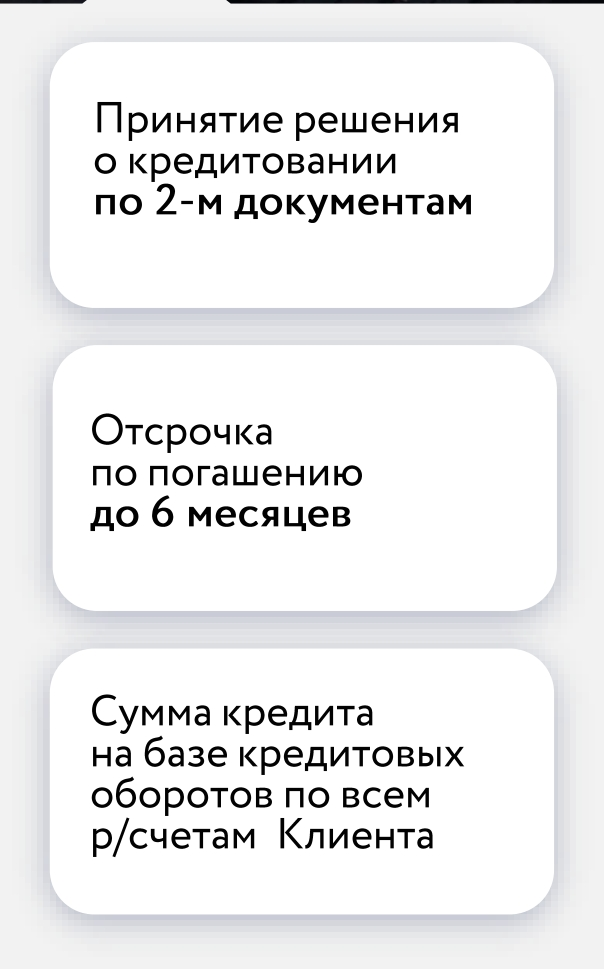 Принятие решения
о кредитовании
по 2-м документам
Отсрочка
по погашению
до 6 месяцев
Сумма кредита
на базе кредитовых
оборотов по всем
р/счетам  Клиента